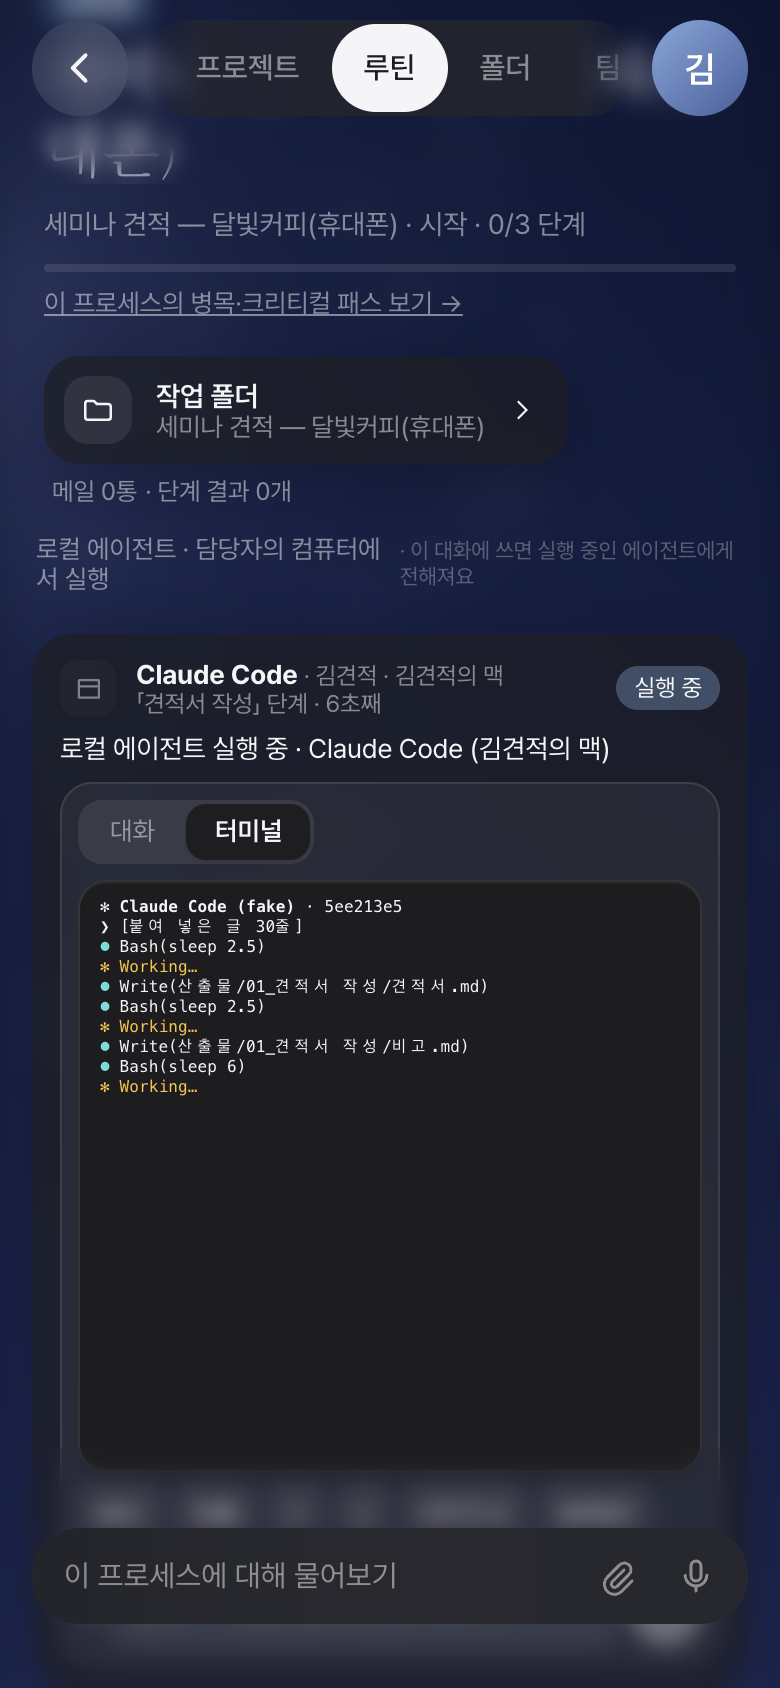 프로젝트 루틴 폴더 팀 김
대폰)
세미나 견적 — 달빛커피(휴대폰) · 시작 · 0/3 단계
이 프로세스의 병목·크리티컬 패스 보기 →
작업 폴더
세미나 견적 — 달빛커피(휴대폰)
메일 0통 · 단계 결과 0개
로컬 에이전트 · 담당자의 컴퓨터에
서 실행
· 이 대화에 쓰면 실행 중인 에이전트에게
전해져요
Claude Code · 김견적 · 김견적의 맥
「견적서 작성」 단계 · 6초째
실행 중
로컬 에이전트 실행 중 · Claude Code (김견적의 맥)
대화 터미널
✻ Claude Code (fake) · 5ee213e5
❯ [붙여 넣은 글 30줄]
● Bash(sleep 2.5)
✻ Working…
● Write(산출물/01_견적서 작성/견적서.md)
● Bash(sleep 2.5)
✻ Working…
● Write(산출물/01_견적서 작성/비고.md)
● Bash(sleep 6)
✻ Working…
이 프로세스에 대해 물어보기